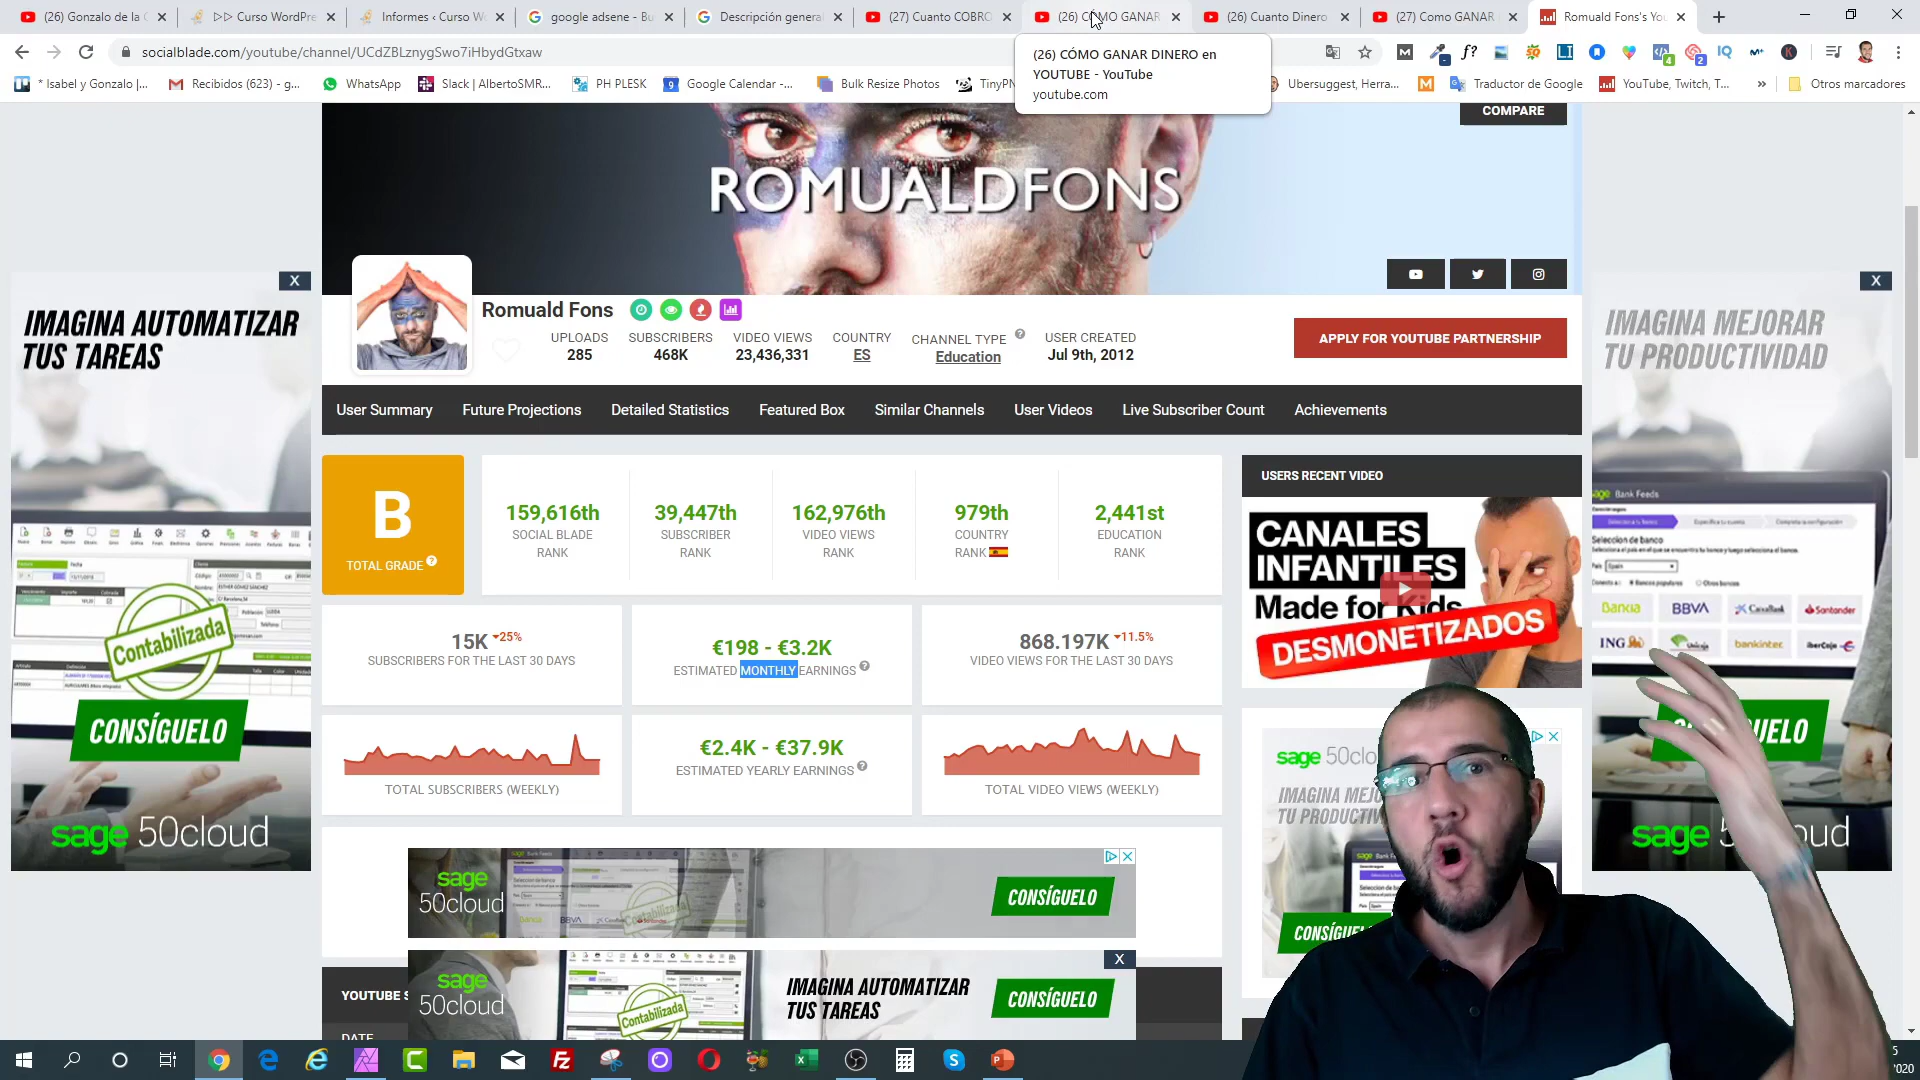 (26) Gonzalo de la C
▷▷ Curso WordPre
Informes ‹ Curso W
google adsene - Bu
Descripción genera
(27) Cuanto COBRO
(26) CÓMO GANAR
(26) Cuanto Dinero
(27) Como GANAR
Romuald Fons's Yo
socialblade.com/youtube/channel/UCdZBLznygSwo7iHbydGtxaw
(26) CÓMO GANAR DINERO en
YOUTUBE - YouTube
youtube.com
* Isabel y Gonzalo |...
Recibidos (623) - g...
WhatsApp
Slack | AlbertoSMR...
PH PLESK
Google Calendar -...
Bulk Resize Photos
TinyPN
Ubersuggest, Herra...
Traductor de Google
YouTube, Twitch, T...
»
Otros marcadores
COMPARE
ROMUALDFONS
Romuald Fons
UPLOADS
285
SUBSCRIBERS
468K
VIDEO VIEWS
23,436,331
COUNTRY
ES
CHANNEL TYPE
Education
USER CREATED
Jul 9th, 2012
APPLY FOR YOUTUBE PARTNERSHIP
User Summary
Future Projections
Detailed Statistics
Featured Box
Similar Channels
User Videos
Live Subscriber Count
Achievements
B
TOTAL GRADE
159,616th
SOCIAL BLADE
RANK
39,447th
SUBSCRIBER
RANK
162,976th
VIDEO VIEWS
RANK
979th
COUNTRY
RANK
2,441st
EDUCATION
RANK
15K -25%
SUBSCRIBERS FOR THE LAST 30 DAYS
€198 - €3.2K
ESTIMATED MONTHLY EARNINGS
868.197K -11.5%
VIDEO VIEWS FOR THE LAST 30 DAYS
TOTAL SUBSCRIBERS (WEEKLY)
€2.4K - €37.9K
ESTIMATED YEARLY EARNINGS
TOTAL VIDEO VIEWS (WEEKLY)
USERS RECENT VIDEO
CANALES
INFANTILES
Made for Kids
DESMONETIZADOS
X
IMAGINA AUTOMATIZAR
TUS TAREAS
Contabilizada
CONSÍGUELO
sage 50cloud
X
IMAGINA MEJORAR
TU PRODUCTIVIDAD
Bank Feeds
Seleccion de banco
Bankia
BBVA
CaixaBank
Santander
ING
Unicaja
bankinter
iberCaja
sage
sage
50cloud
CONSÍGUELO
X
sage
50cloud
IMAGINA AUTOMATIZAR
TUS TAREAS
Contabilizada
CONSÍGUELO
YOUTUBE S
DATE